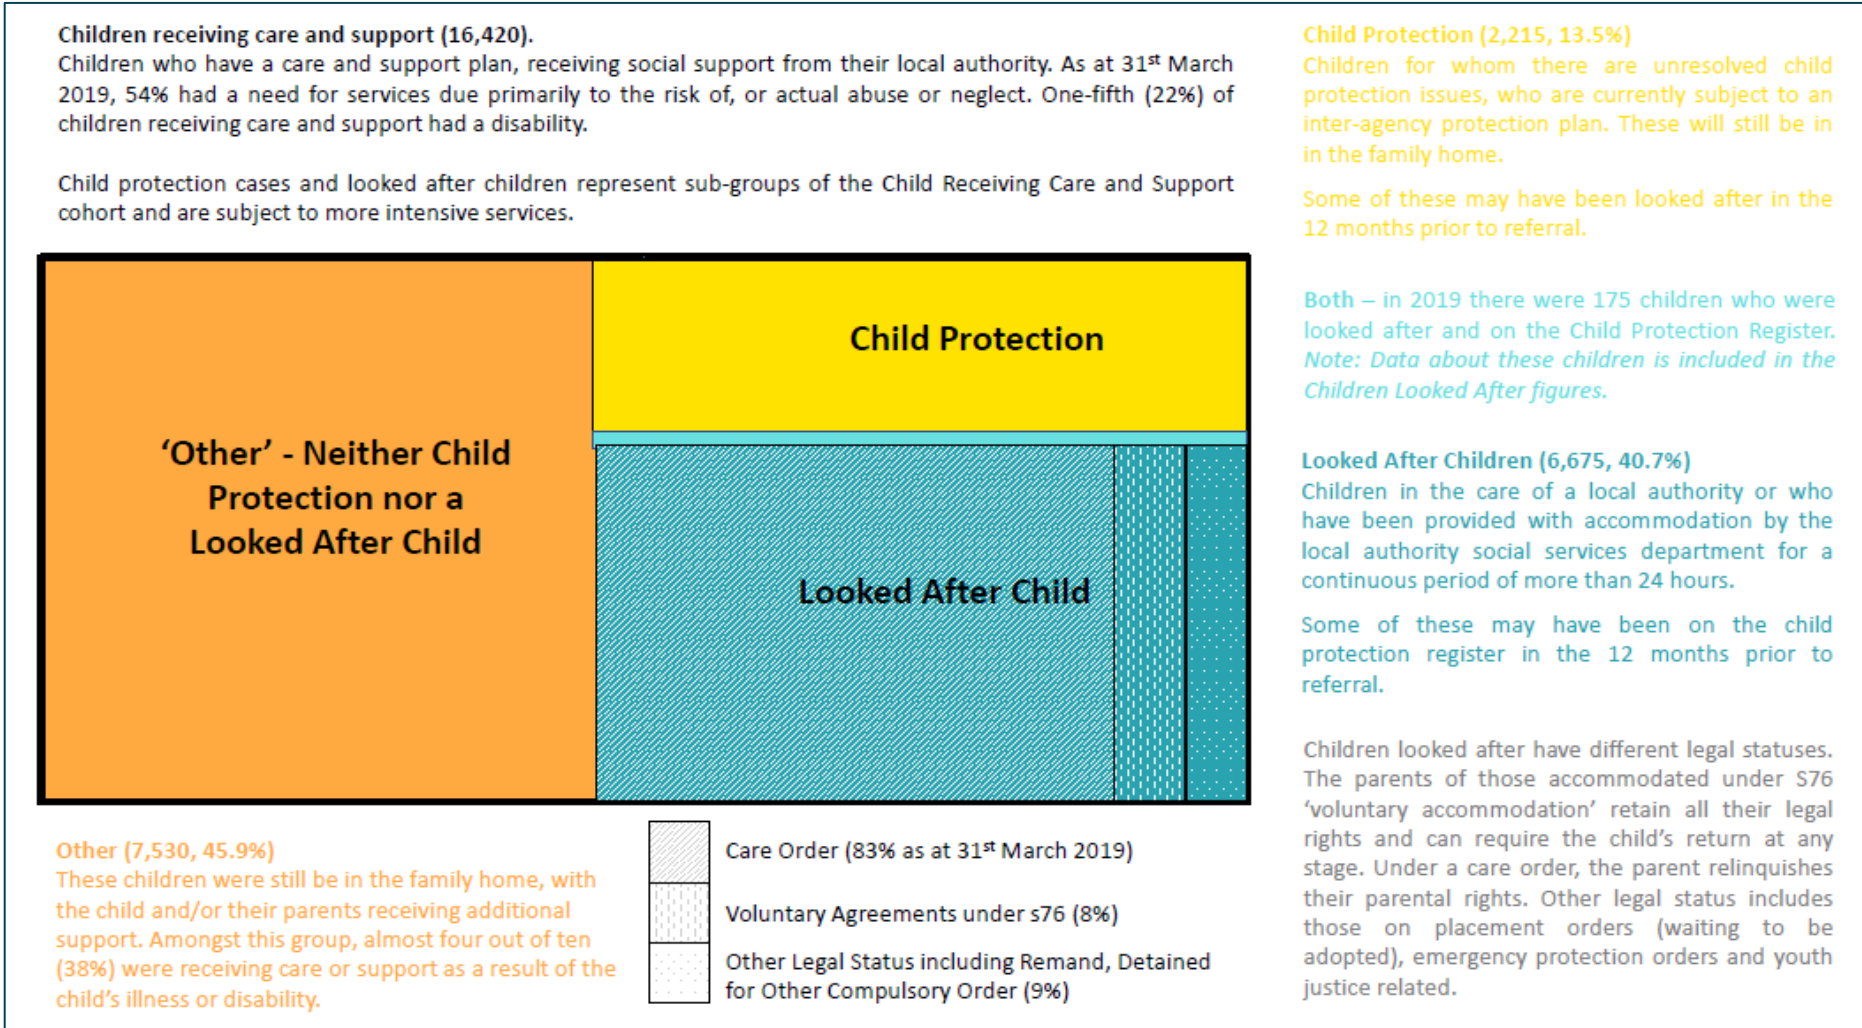 Children receiving care and support (16,420).
Children who have a care and support plan, receiving social support from their local authority. As at 31st March
2019, 54% had a need for services due primarily to the risk of, or actual abuse or neglect. One-fifth (22%) of
children receiving care and support had a disability.
Child protection cases and looked after children represent sub-groups of the Child Receiving Care and Support
cohort and are subject to more intensive services.
‘Other’ - Neither Child
Protection nor a
Looked After Child
Child Protection
Looked After Child
Other (7,530, 45.9%)
These children were still be in the family home, with
the child and/or their parents receiving additional
support. Amongst this group, almost four out of ten
(38%) were receiving care or support as a result of the
child’s illness or disability.
Care Order (83% as at 31st March 2019)
Voluntary Agreements under s76 (8%)
Other Legal Status including Remand, Detained
for Other Compulsory Order (9%)
Child Protection (2,215, 13.5%)
Children for whom there are unresolved child
protection issues, who are currently subject to an
inter-agency protection plan. These will still be in
in the family home.
Some of these may have been looked after in the
12 months prior to referral.
Both – in 2019 there were 175 children who were
looked after and on the Child Protection Register.
Note: Data about these children is included in the
Children Looked After figures.
Looked After Children (6,675, 40.7%)
Children in the care of a local authority or who
have been provided with accommodation by the
local authority social services department for a
continuous period of more than 24 hours.
Some of these may have been on the child
protection register in the 12 months prior to
referral.
Children looked after have different legal statuses.
The parents of those accommodated under S76
‘voluntary accommodation’ retain all their legal
rights and can require the child’s return at any
stage. Under a care order, the parent relinquishes
their parental rights. Other legal status includes
those on placement orders (waiting to be
adopted), emergency protection orders and youth
justice related.